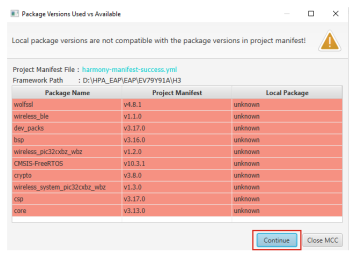 Package Versions Used vs Available
Local package versions are not compatible with the package versions in project manifest!
Project Manifest File : harmony-manifest-success.yml
Framework Path : D:\HPA_EAP\EAP\EV79Y91A\H3
Package Name Project Manifest Local Package
wolfssl v4.8.1 unknown
wireless_ble v1.1.0 unknown
dev_packs v3.17.0 unknown
bsp v3.16.0 unknown
wireless_pic32cxbz_wbz v1.2.0 unknown
CMSIS-FreeRTOS v10.3.1 unknown
crypto v3.8.0 unknown
wireless_system_pic32cxbz_wbz v1.3.0 unknown
csp v3.17.0 unknown
core v3.13.0 unknown
Continue Close MCC